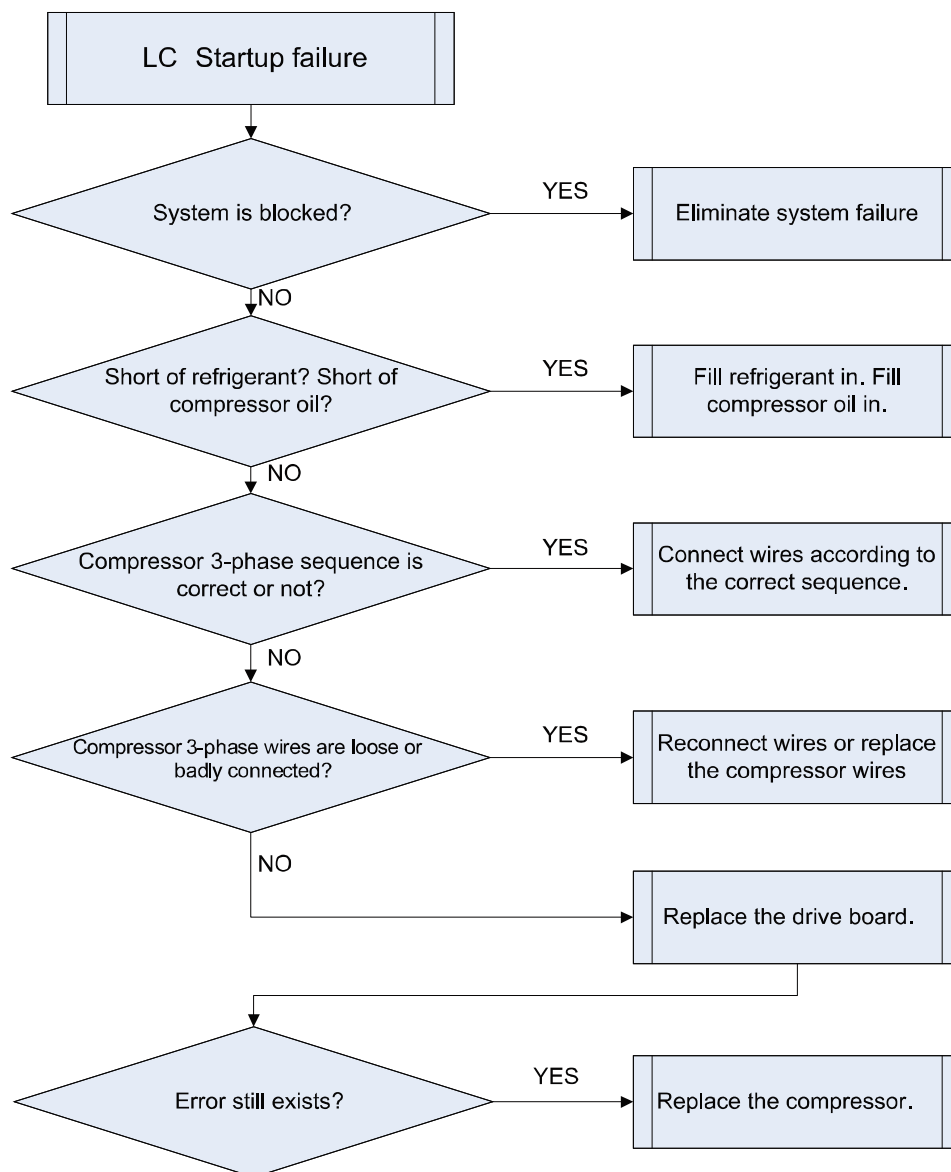 LC Startup failure
System is blocked?
YES
Eliminate system failure
NO
Short of refrigerant? Short of
compressor oil?
YES
Fill refrigerant in. Fill
compressor oil in.
NO
Compressor 3-phase sequence is
correct or not?
YES
Connect wires according to
the correct sequence.
NO
Compressor 3-phase wires are loose or
badly connected?
YES
Reconnect wires or replace
the compressor wires
NO
Replace the drive board.
Error still exists?
YES
Replace the compressor.